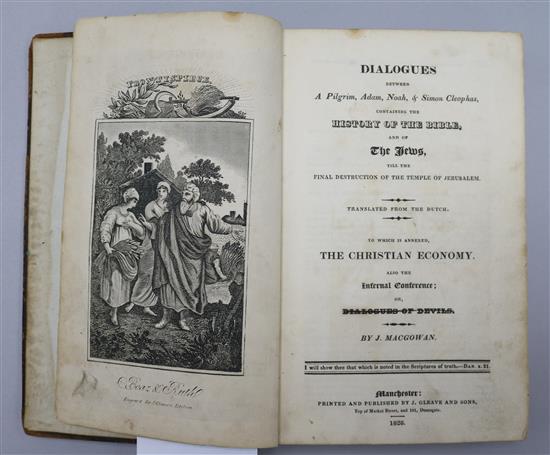 FRONTISPIECE.
Boaz & Ruth
DIALOGUES
BETWEEN
A Pilgrim, Adam, Noah, & Simon Cleophas,
CONTAINING THE
HISTORY OF THE BIBLE,
AND OF
The Jews,
TILL THE
FINAL DESTRUCTION OF THE TEMPLE OF JERUSALEM.
TRANSLATED FROM THE DUTCH.
TO WHICH IS ANNEXED,
THE CHRISTIAN ECONOMY.
ALSO THE
Infernal Conference;
OR,
DIALOGUES OF DEVILS.
BY J. MACGOWAN.
I will show thee that which is noted in the Scriptures of truth.—DAN. x. 21.
Manchester:
PRINTED AND PUBLISHED BY J. GLEAVE AND SONS,
Top of Market Street, and 191, Deansgate.